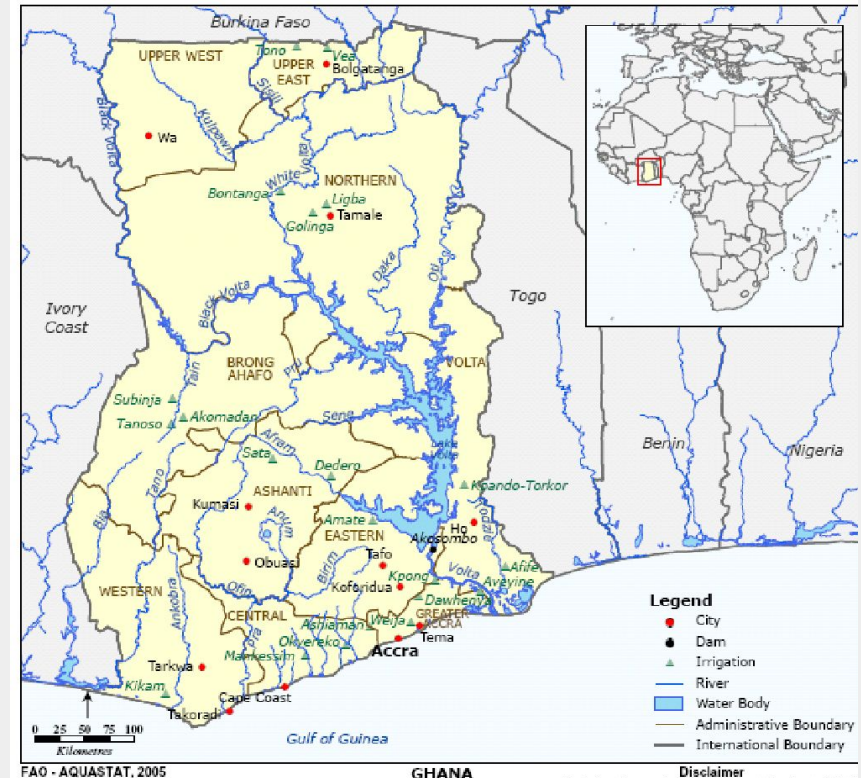 Burkina Faso
UPPER WEST
Tono
Vea
UPPER
EAST
Bolgatanga
Sisili
Black Volta
Kulpawn
Wa
White Volta
NORTHERN
Bontanga
Ligba
Golinga
Tamale
Daka
Oti
Black Volta
Togo
Ivory
Coast
BRONG
AHAFO
Pru
VOLTA
Tain
Subinja
Akomadan
Tanoso
Sene
Afram
Lake
Volta
Sata
Dedero
Tano
ASHANTI
Kpando-Torkor
Kumasi
Anum
Amate
EASTERN
Ho
Todzie
Akosombo
Bia
Benin
Nigeria
Obuasi
Tafo
Birim
Kpong
Volta
Afife
Aveyine
WESTERN
Ankobra
Ofin
Koforidua
Dawhenya
CENTRAL
Ashiaman
Weija
GREATER
ACCRA
Tema
Okyereko
Accra
Mankessim
Tarkwa
Kikam
Cape Coast
Takoradi
Gulf of Guinea
Legend
City
Dam
Irrigation
River
Water Body
Administrative Boundary
International Boundary
0 25 50 75 100
Kilometres
FAO - AQUASTAT, 2005
GHANA
Disclaimer